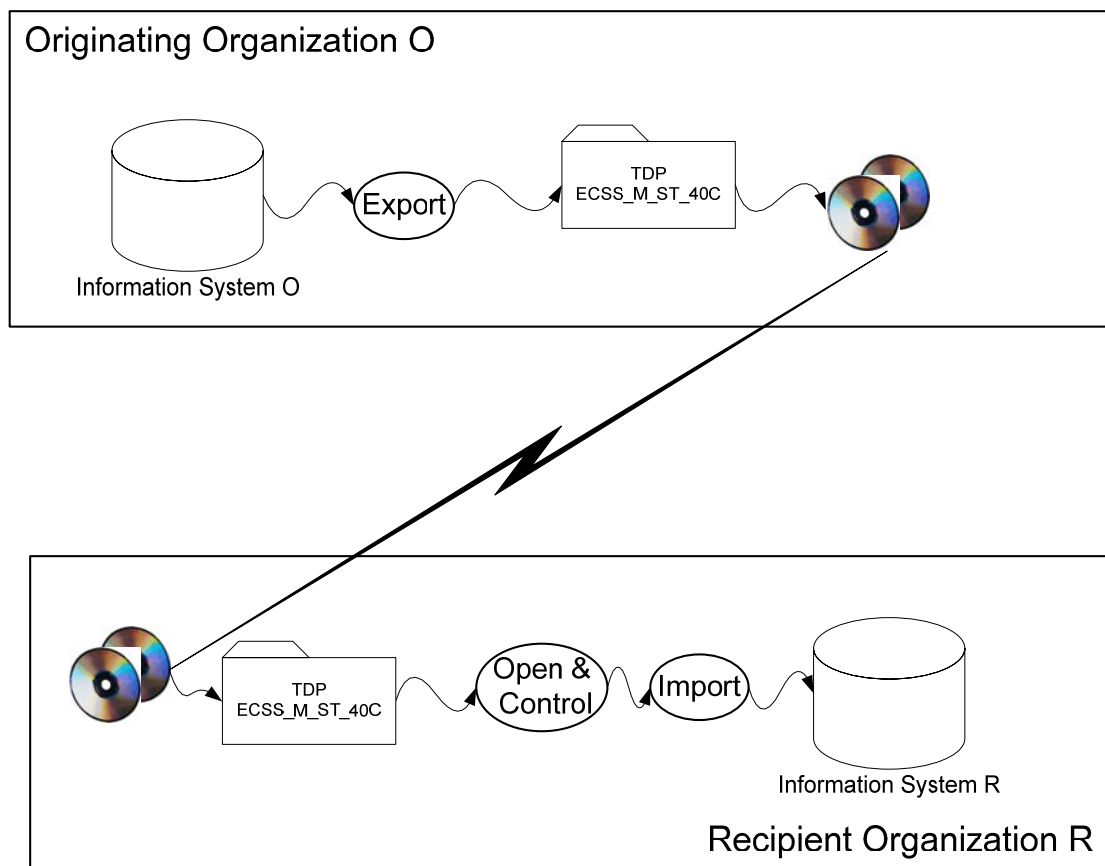 Originating Organization O
TDP
ECSS_M_ST_40C
Export
Information System O
TDP
ECSS_M_ST_40C
Open &
Control
Import
Information System R
Recipient Organization R